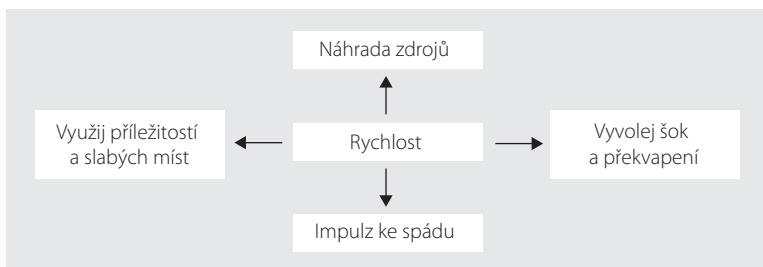 Náhrada zdrojů
Využij příležitostí
a slabých míst
Rychlost
Vyvolej šok
a překvapení
Impulz ke spádu